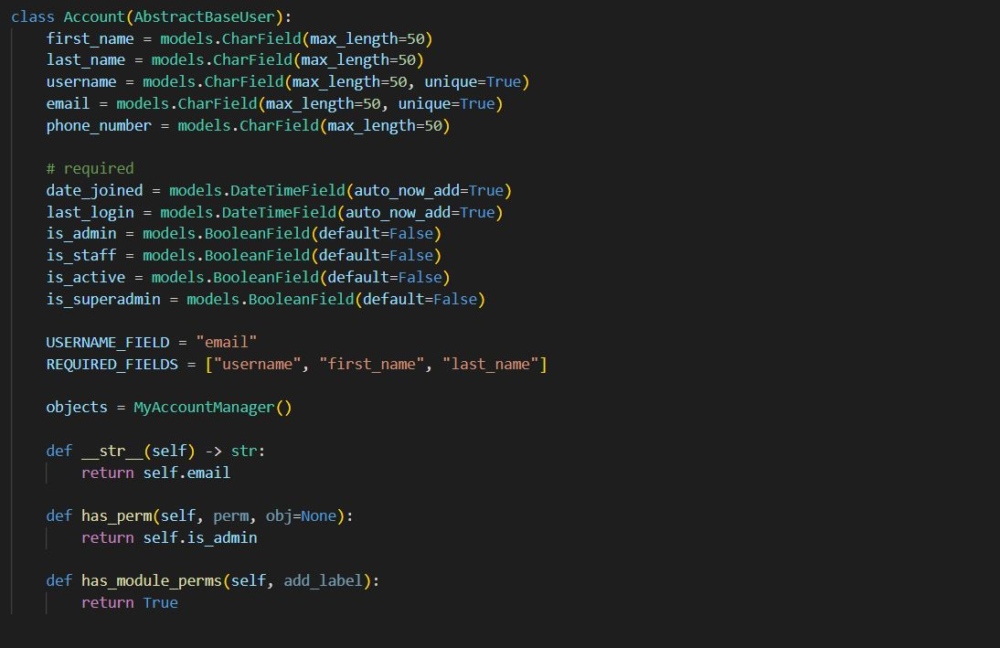 class Account(AbstractBaseUser):
    first_name = models.CharField(max_length=50)
    last_name = models.CharField(max_length=50)
    username = models.CharField(max_length=50, unique=True)
    email = models.CharField(max_length=50, unique=True)
    phone_number = models.CharField(max_length=50)

    # required
    date_joined = models.DateTimeField(auto_now_add=True)
    last_login = models.DateTimeField(auto_now_add=True)
    is_admin = models.BooleanField(default=False)
    is_staff = models.BooleanField(default=False)
    is_active = models.BooleanField(default=False)
    is_superadmin = models.BooleanField(default=False)

    USERNAME_FIELD = "email"
    REQUIRED_FIELDS = ["username", "first_name", "last_name"]

    objects = MyAccountManager()

    def __str__(self) -> str:
        return self.email

    def has_perm(self, perm, obj=None):
        return self.is_admin

    def has_module_perms(self, add_label):
        return True